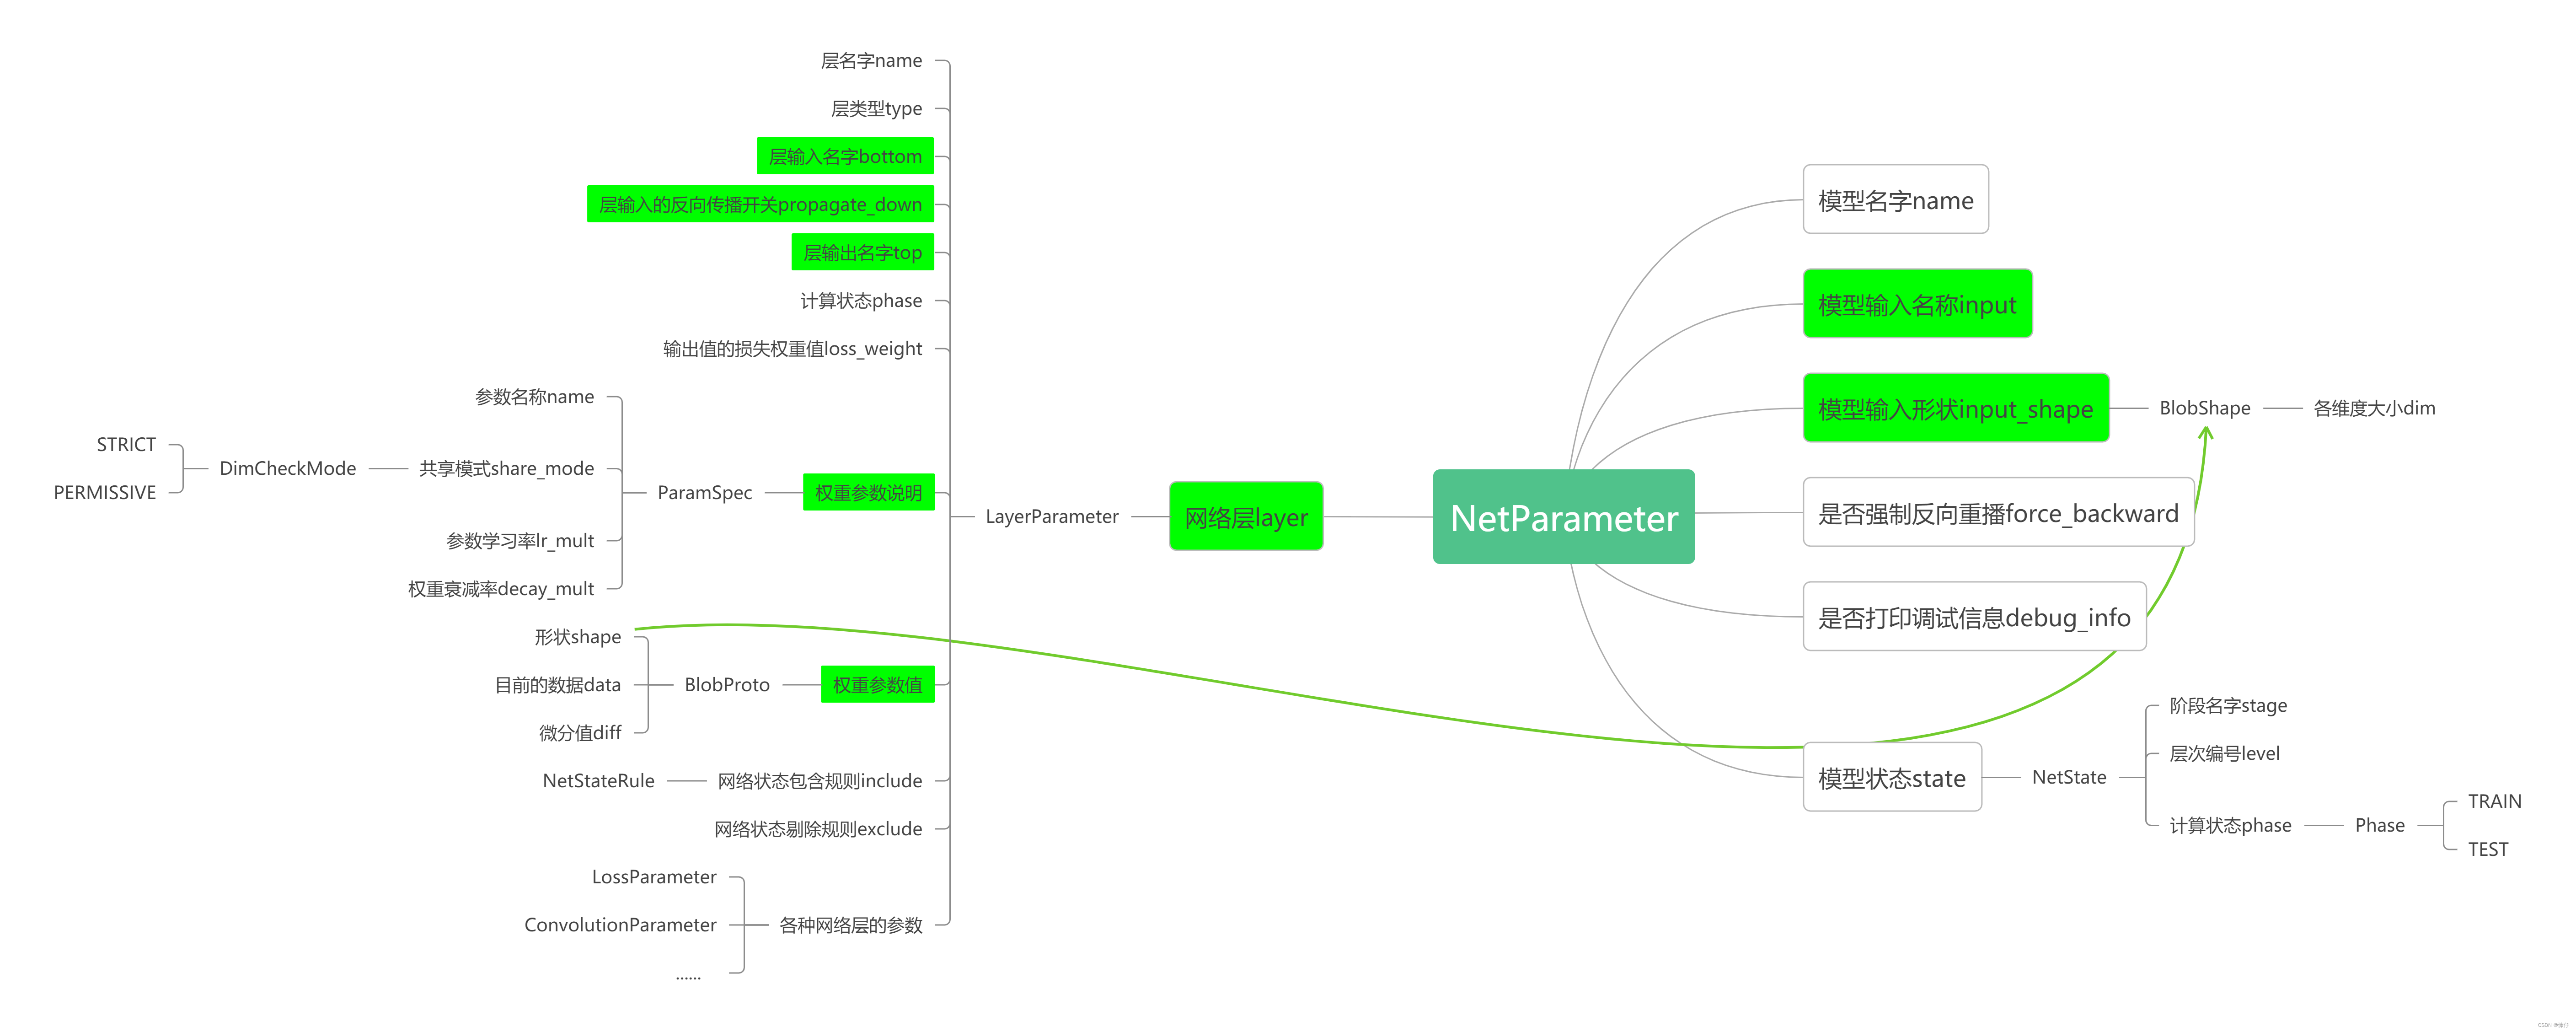 层名字name
层类型type
层输入名字bottom
层输入的反向传播开关propagate_down
层输出名字top
计算状态phase
输出值的损失权重值loss_weight
参数名称name
STRICT
PERMISSIVE
DimCheckMode
共享模式share_mode
参数学习率lr_mult
权重衰减率decay_mult
ParamSpec
权重参数说明
形状shape
目前的数据data
微分值diff
BlobProto
权重参数值
NetStateRule
网络状态包含规则include
网络状态剔除规则exclude
LossParameter
ConvolutionParameter
......
各种网络层的参数
LayerParameter
网络层layer
NetParameter
模型名字name
模型输入名称input
模型输入形状input_shape
BlobShape
各维度大小dim
是否强制反向重播force_backward
是否打印调试信息debug_info
模型状态state
NetState
阶段名字stage
层次编号level
计算状态phase
Phase
TRAIN
TEST